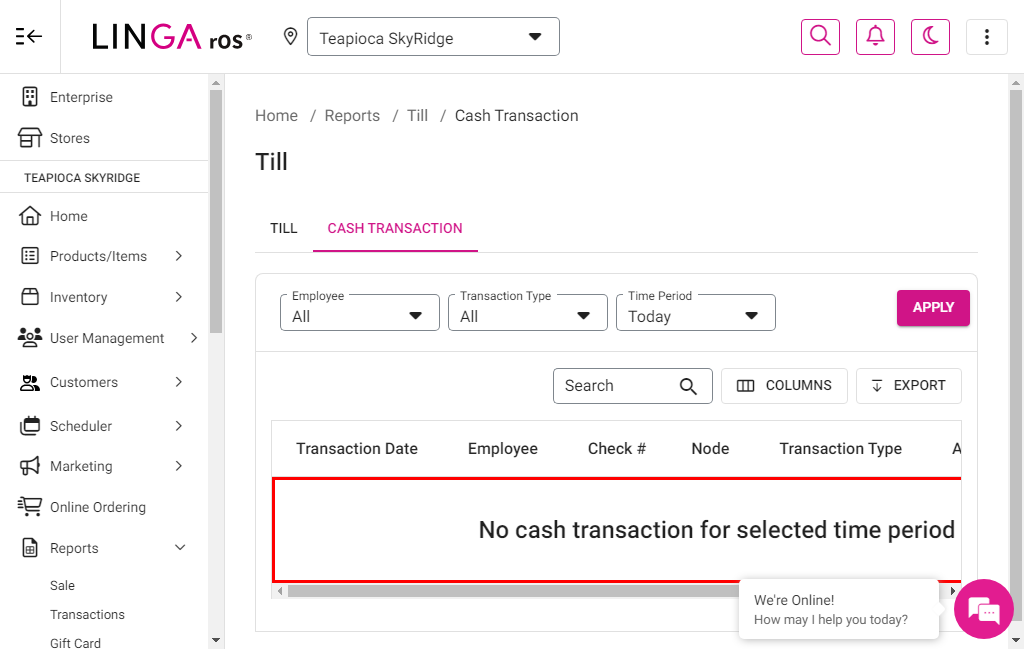 LINGA ros®
Teapioca SkyRidge
Enterprise
Stores
TEAPIOCA SKYRIDGE
Home
Products/Items
Inventory
User Management
Customers
Scheduler
Marketing
Online Ordering
Reports
Sale
Transactions
Gift Card
Home / Reports / Till / Cash Transaction
Till
TILL CASH TRANSACTION
Employee Transaction Type Time Period
All All Today APPLY
Search COLUMNS EXPORT
Transaction Date Employee Check # Node Transaction Type A
No cash transaction for selected time period
We're Online!
How may I help you today?